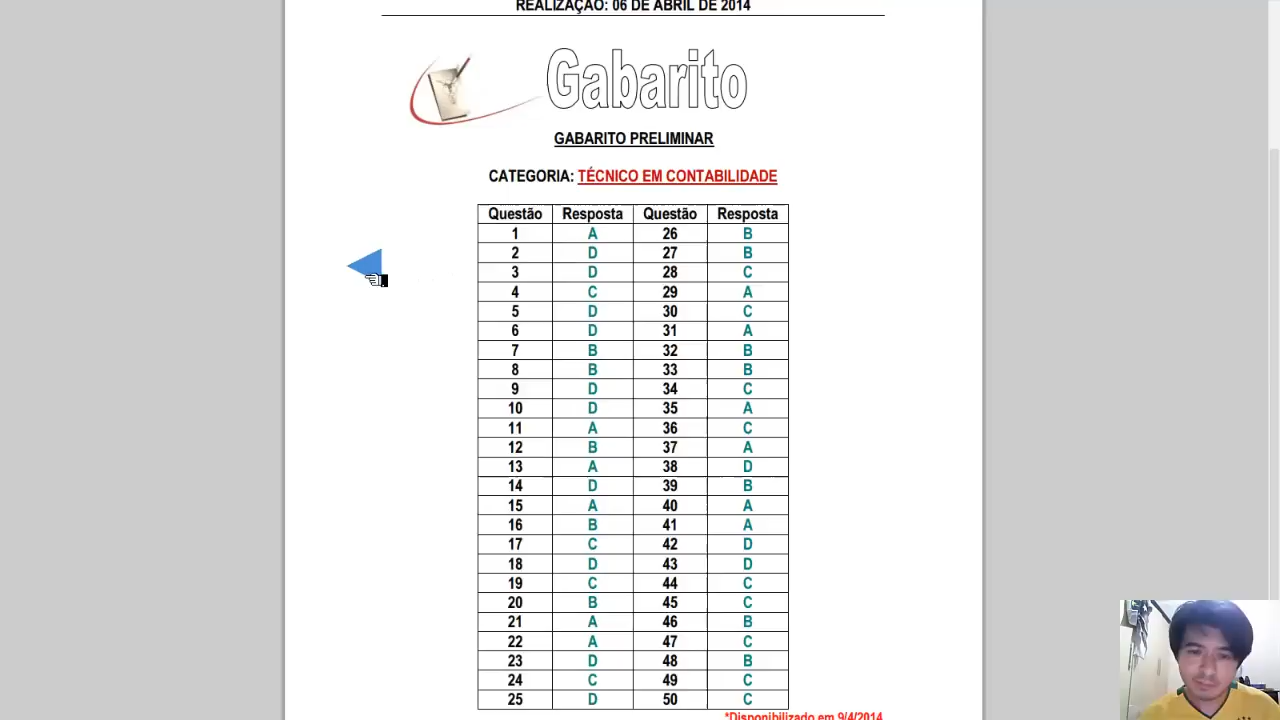 REALIZAÇÃO: 06 DE ABRIL DE 2014
Gabarito
GABARITO PRELIMINAR
CATEGORIA: TÉCNICO EM CONTABILIDADE
Questão Resposta Questão Resposta
1 A 26 B
2 D 27 B
3 D 28 C
4 C 29 A
5 D 30 C
6 D 31 A
7 B 32 B
8 B 33 B
9 D 34 C
10 D 35 A
11 A 36 C
12 B 37 A
13 A 38 D
14 D 39 B
15 A 40 A
16 B 41 A
17 C 42 D
18 D 43 D
19 C 44 C
20 B 45 C
21 A 46 B
22 A 47 C
23 D 48 B
24 C 49 C
25 D 50 C
*Disponibilizado em 9/4/2014